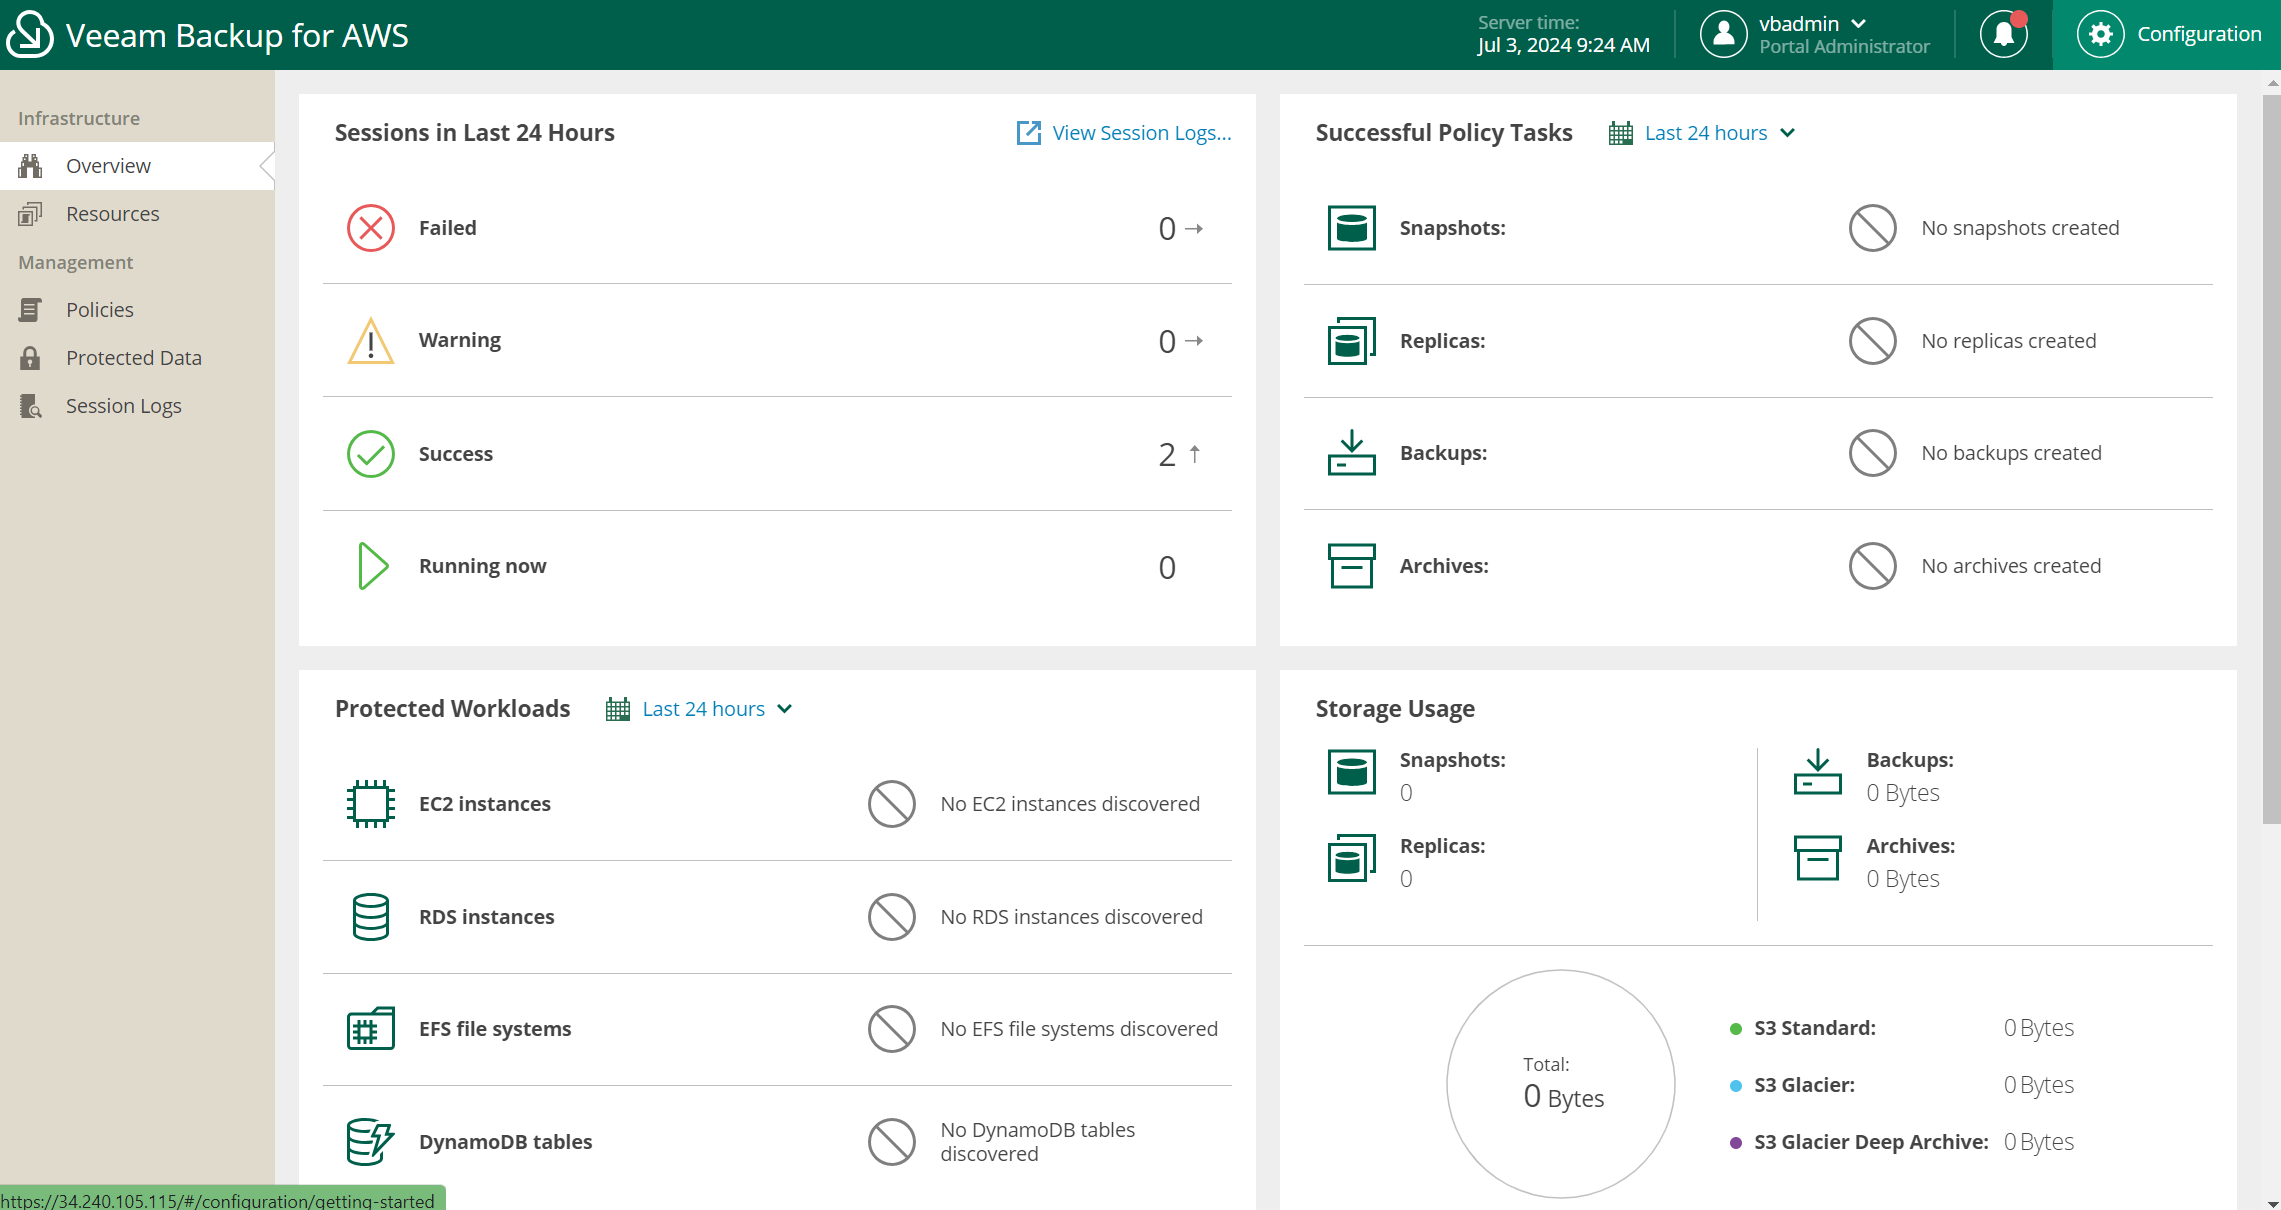 Veeam Backup for AWS
Server time:
Jul 3, 2024 9:24 AM
vbadmin
Portal Administrator
Configuration
Infrastructure
Overview
Resources
Management
Policies
Protected Data
Session Logs
Sessions in Last 24 Hours
View Session Logs...
Failed
0
Warning
0
Success
2
Running now
0
Successful Policy Tasks
Last 24 hours
Snapshots:
No snapshots created
Replicas:
No replicas created
Backups:
No backups created
Archives:
No archives created
Protected Workloads
Last 24 hours
EC2 instances
No EC2 instances discovered
RDS instances
No RDS instances discovered
EFS file systems
No EFS file systems discovered
DynamoDB tables
No DynamoDB tables
discovered
Storage Usage
Snapshots:
0
Replicas:
0
Backups:
0 Bytes
Archives:
0 Bytes
Total:
0 Bytes
S3 Standard:
0 Bytes
S3 Glacier:
0 Bytes
S3 Glacier Deep Archive:
0 Bytes
https://34.240.105.115/#/configuration/getting-started